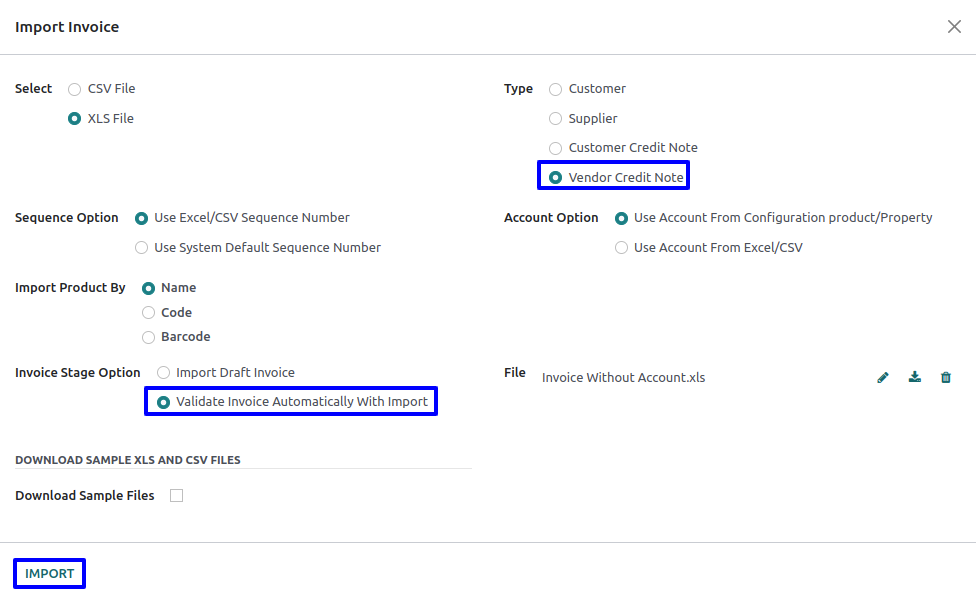 Import Invoice
Select
CSV File
XLS File
Type
Customer
Supplier
Customer Credit Note
Vendor Credit Note
Sequence Option
Use Excel/CSV Sequence Number
Use System Default Sequence Number
Account Option
Use Account From Configuration product/Property
Use Account From Excel/CSV
Import Product By
Name
Code
Barcode
Invoice Stage Option
Import Draft Invoice
Validate Invoice Automatically With Import
File
Invoice Without Account.xls
DOWNLOAD SAMPLE XLS AND CSV FILES
Download Sample Files
IMPORT